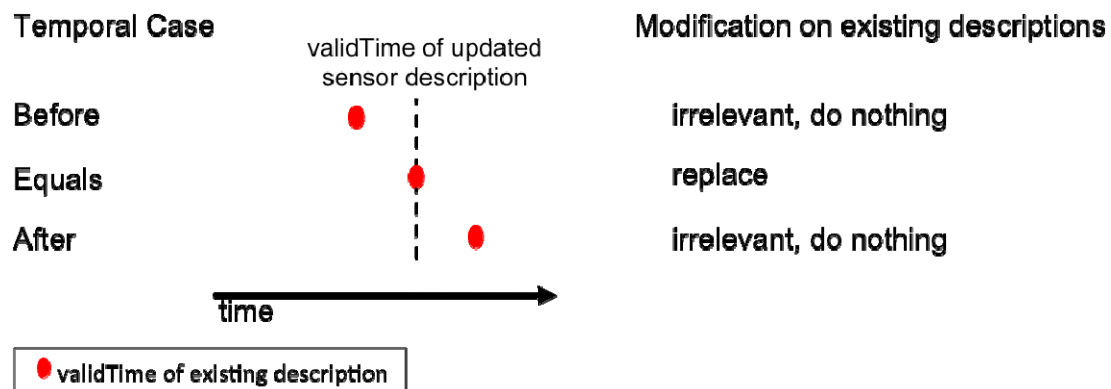 Temporal Case
Modification on existing descriptions
validTime of updated
sensor description
Before
irrelevant, do nothing
Equals
replace
After
irrelevant, do nothing
time
validTime of existing description